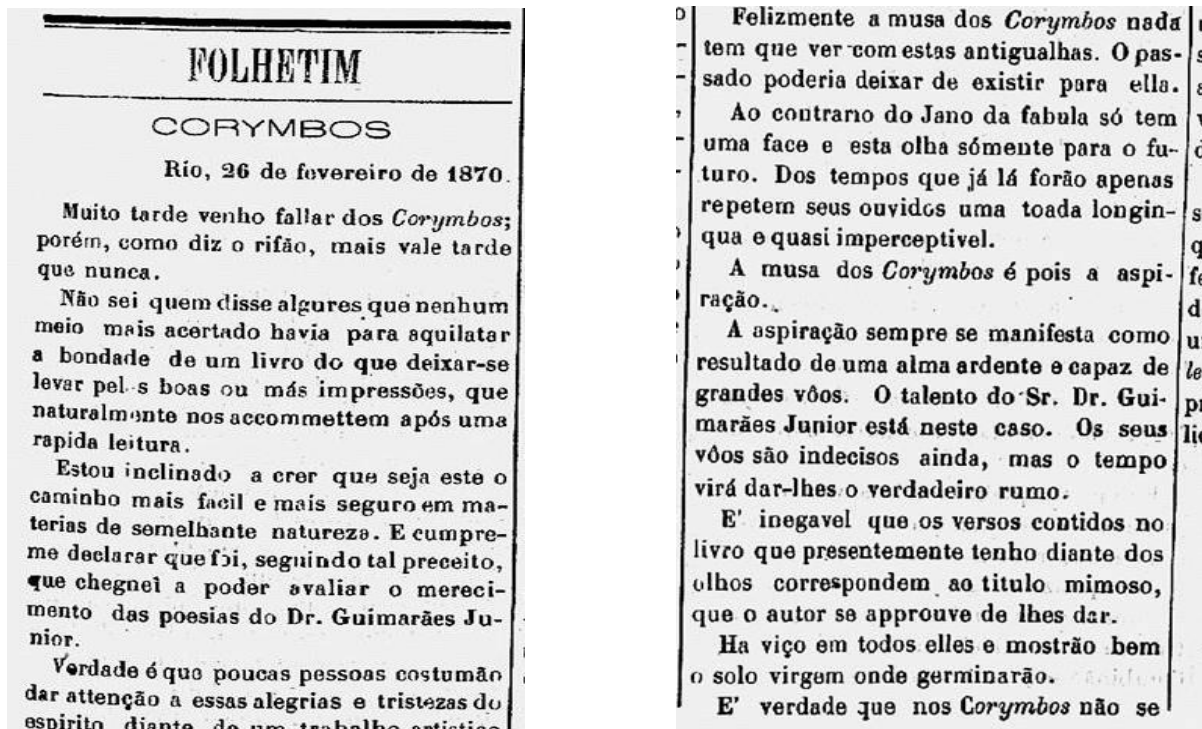 FOLHETIM
CORYMBOS
Rio, 26 de fevereiro de 1870.
Muito tarde venho fallar dos Corymbos;
porém, como diz o rifão, mais vale tarde
que nunca.
Não sei quem disse algures que nenhum
meio mais acertado havia para aquilatar
a bondade de um livro do que deixar-se
levar pel s boas ou más impressões, que
naturalmente nos accommettem após uma
rapida leitura.
Estou inclinado a crer que seja este o
caminho mais facil e mais seguro em ma-
terias de semelhante natureza. E cumpre-
me declarar que foi, seguindo tal preceito,
que chegnei a poder avaliar o mereci-
mento das poesias do Dr. Guimarães Ju-
nior.
Verdade é que poucas pessoas costumão
dar attenção a essas alegrias e tristezas do
espirito diante de um trabalho artistico
Felizmente a musa dos Corymbos nada
tem que ver com estas antigualhas. O pas-
sado poderia deixar de existir para ella.
Ao contrario do Jano da fabula só tem
uma face e esta olha sómente para o fu-
turo. Dos tempos que já lá forão apenas
repetem seus ouvidos uma toada longin-
qua e quasi imperceptivel.
A musa dos Corymbos é pois a aspi-
ração.
A aspiração sempre se manifesta como
resultado de uma alma ardente e capaz de
grandes vôos. O talento do Sr. Dr. Gui-
marães Junior está neste caso. Os seus
vôos são indecisos ainda, mas o tempo
virá dar-lhes o verdadeiro rumo.
E' inegavel que os versos contidos no
livro que presentemente tenho diante dos
olhos correspondem ao titulo mimoso,
que o autor se approuve de lhes dar.
Ha viço em todos elles e mostrão bem
o solo virgem onde germinarão.
E' verdade que nos Corymbos não se